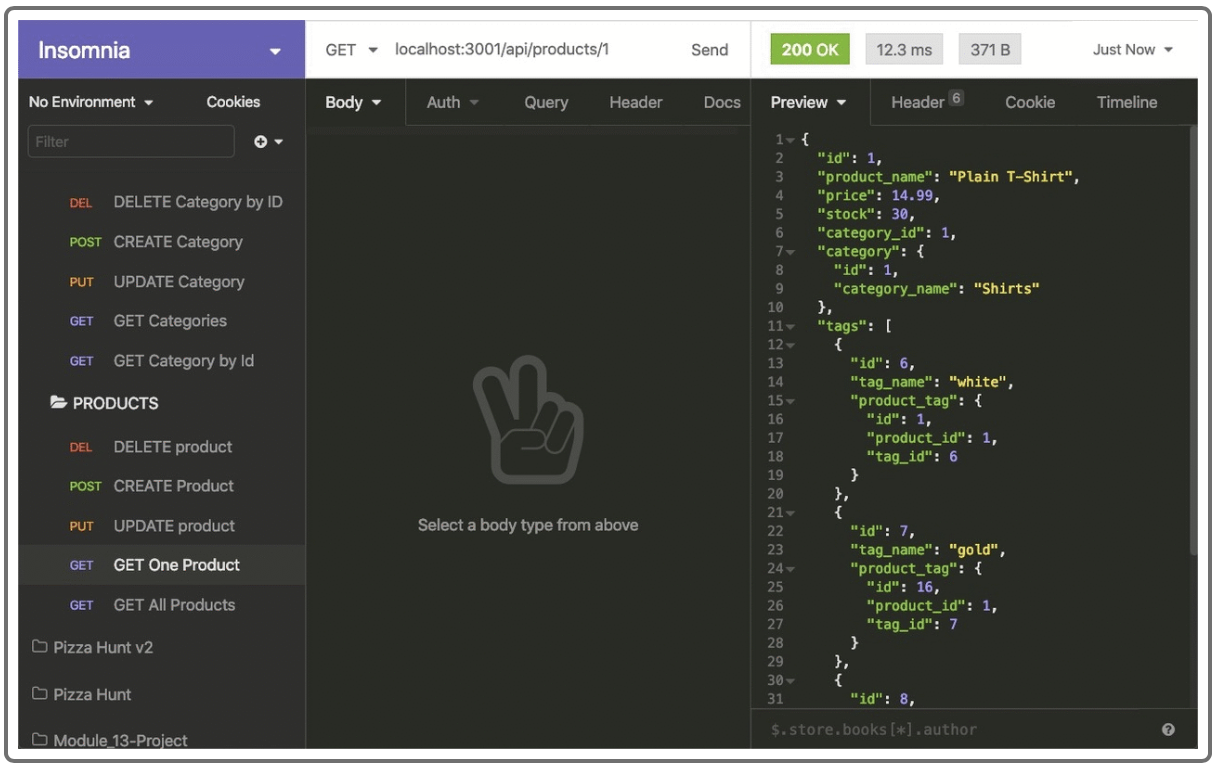 Insomnia
GET localhost:3001/api/products/1 Send
200 OK 12.3 ms 371 B Just Now
No Environment Cookies
Filter
DEL DELETE Category by ID
POST CREATE Category
PUT UPDATE Category
GET GET Categories
GET GET Category by Id
PRODUCTS
DEL DELETE product
POST CREATE Product
PUT UPDATE product
GET GET One Product
GET GET All Products
Pizza Hunt v2
Pizza Hunt
Module_13-Project
Body Auth Query Header Docs
Select a body type from above
Preview Header 6 Cookie Timeline
1 {
2 "id": 1,
3 "product_name": "Plain T-Shirt",
4 "price": 14.99,
5 "stock": 30,
6 "category_id": 1,
7 "category": {
8 "id": 1,
9 "category_name": "Shirts"
10 },
11 "tags": [
12 {
13 "id": 6,
14 "tag_name": "white",
15 "product_tag": {
16 "id": 1,
17 "product_id": 1,
18 "tag_id": 6
19 }
20 },
21 {
22 "id": 7,
23 "tag_name": "gold",
24 "product_tag": {
25 "id": 16,
26 "product_id": 1,
27 "tag_id": 7
28 }
29 },
30 {
31 "id": 8,
$.store.books[*].author